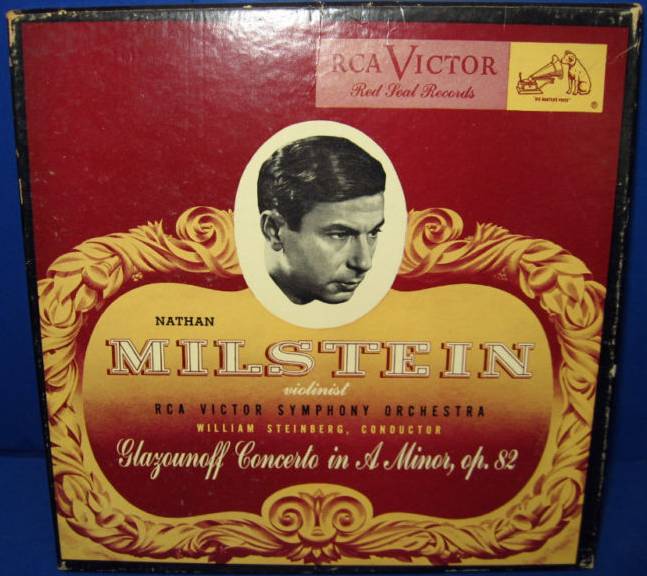 RCA VICTOR
Red Seal Records
"HIS MASTER'S VOICE"
®
NATHAN
MILSTEIN
violinist
RCA VICTOR SYMPHONY ORCHESTRA
WILLIAM STEINBERG, CONDUCTOR
Glazounoff Concerto in A Minor, op. 82